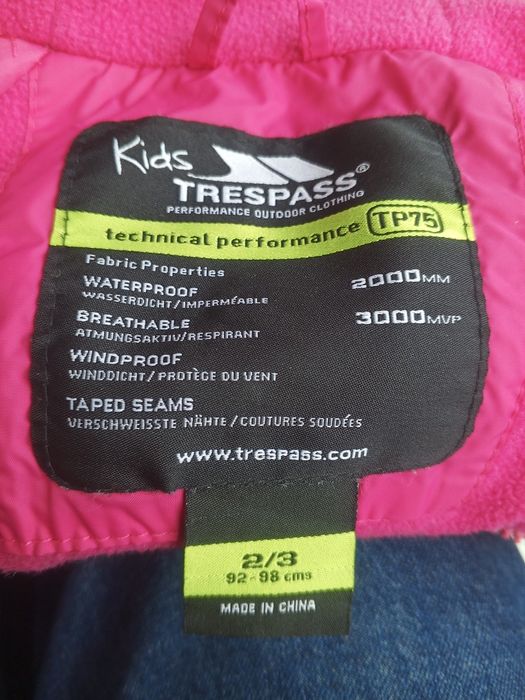 Kids
TRESPASS®
PERFORMANCE OUTDOOR CLOTHING
technical performance TP75
Fabric Properties
WATERPROOF 2000MM
WASSERDICHT/IMPERMÉABLE
BREATHABLE 3000MVP
ATMUNGSAKTIV/RESPIRANT
WINDPROOF
WINDDICHT/PROTÈGE DU VENT
TAPED SEAMS
VERSCHWEISSTE NÄHTE/COUTURES SOUDÉES
www.trespass.com
2/3
92-98 cms
MADE IN CHINA